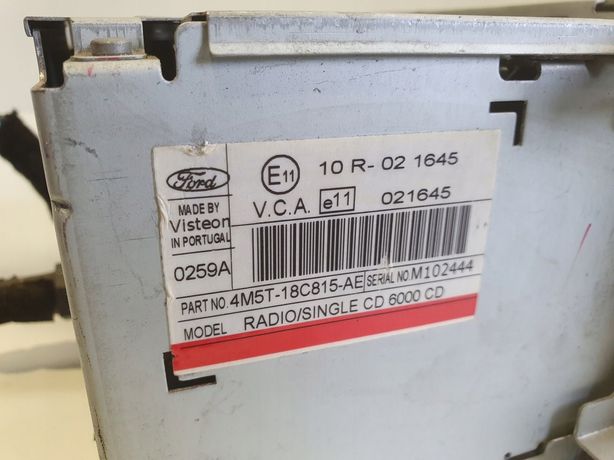 Ford
E11 10 R- 02 1645
MADE BY
Visteon
IN PORTUGAL
V.C.A. e11 021645
0259A
PART NO. 4M5T-18C815-AE SERIAL NO. M102444
MODEL RADIO/SINGLE CD 6000 CD